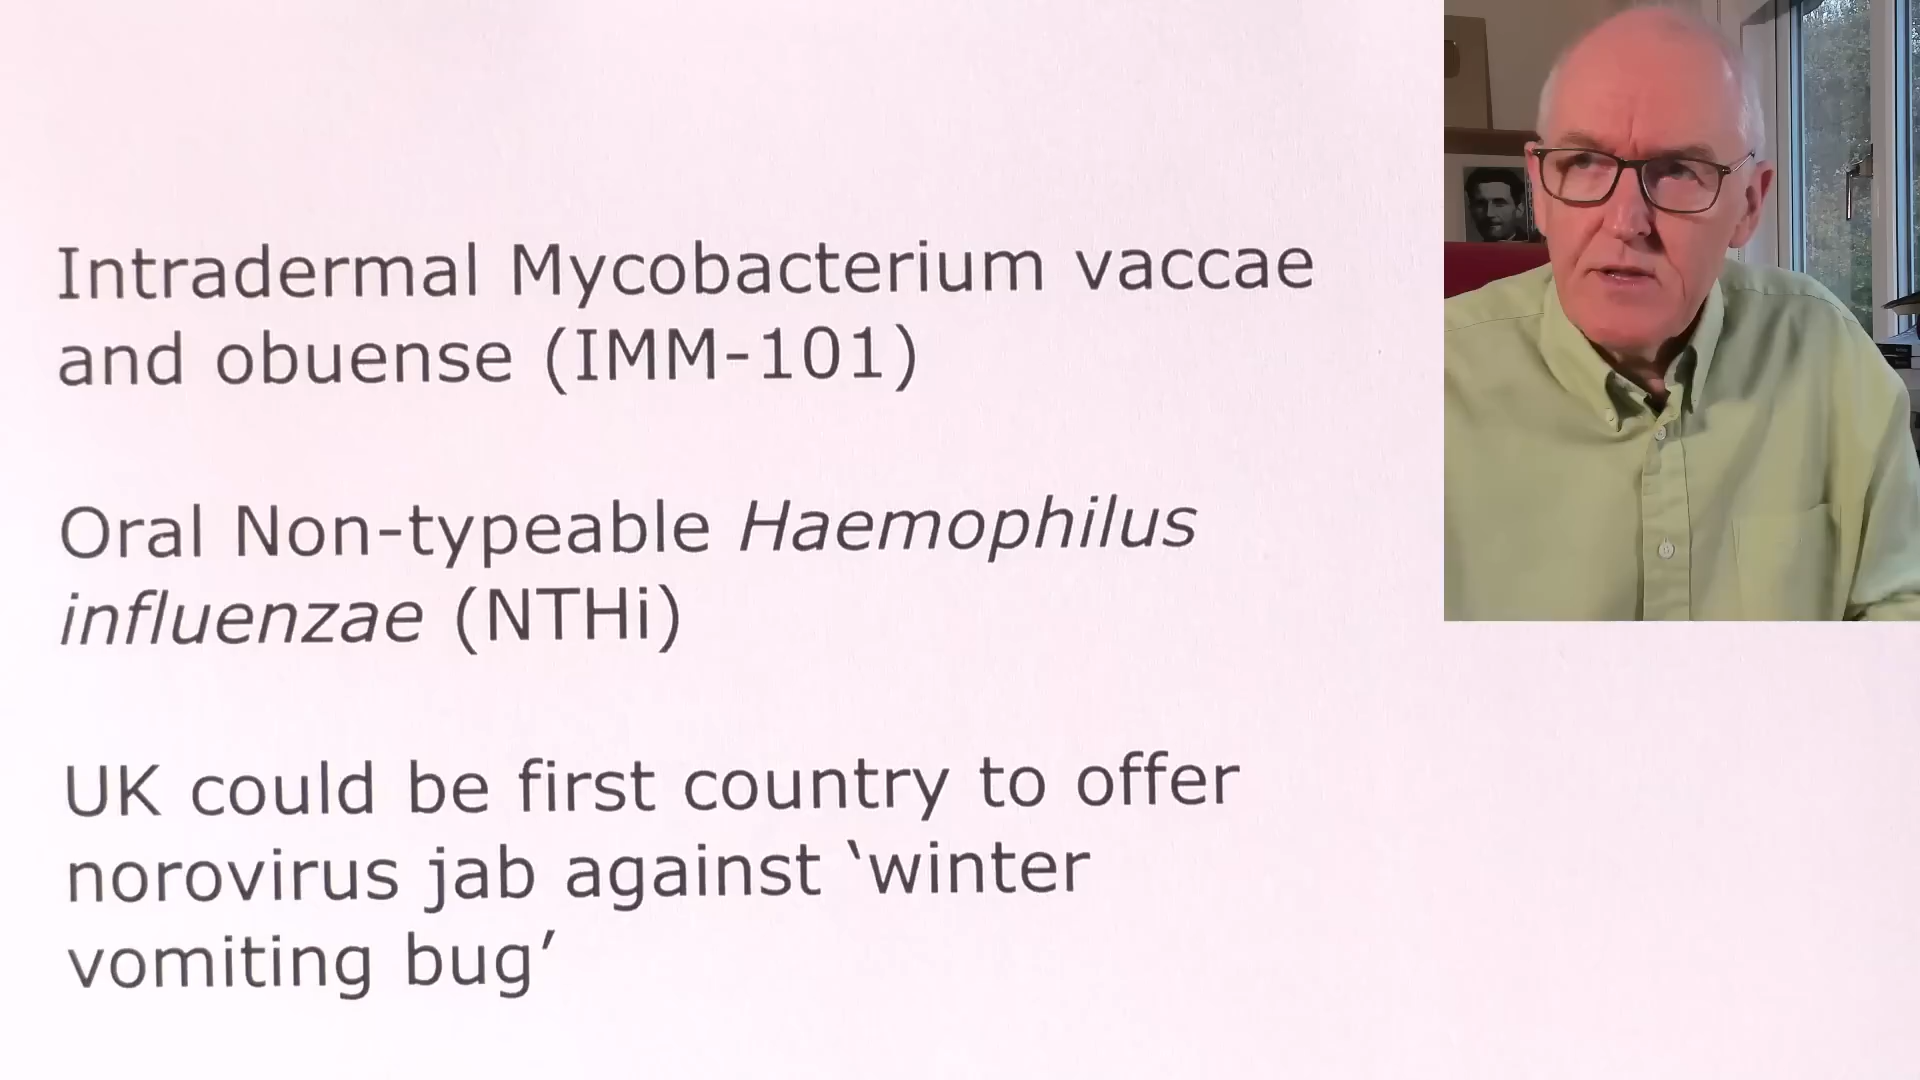 Intradermal Mycobacterium vaccae
and obuense (IMM-101)
Oral Non-typeable Haemophilus
influenzae (NTHi)
UK could be first country to offer
norovirus jab against ‘winter
vomiting bug’